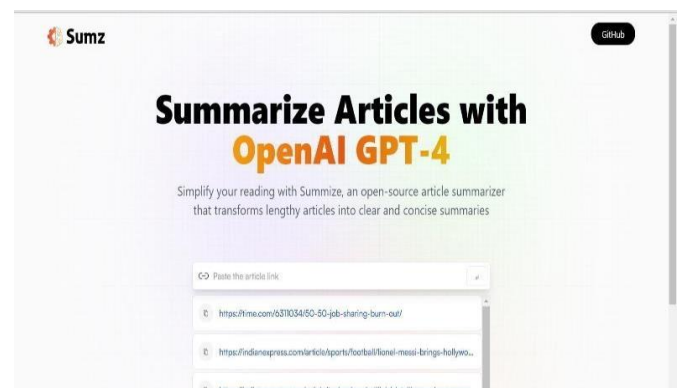 Sumz
GitHub
Summarize Articles with
OpenAI GPT-4
Simplify your reading with Summize, an open-source article summarizer
that transforms lengthy articles into clear and concise summaries
Paste the article link
https://time.com/6311034/50-50-job-sharing-burn-out/
https://indianexpress.com/article/sports/football/lionel-messi-brings-hollywo...